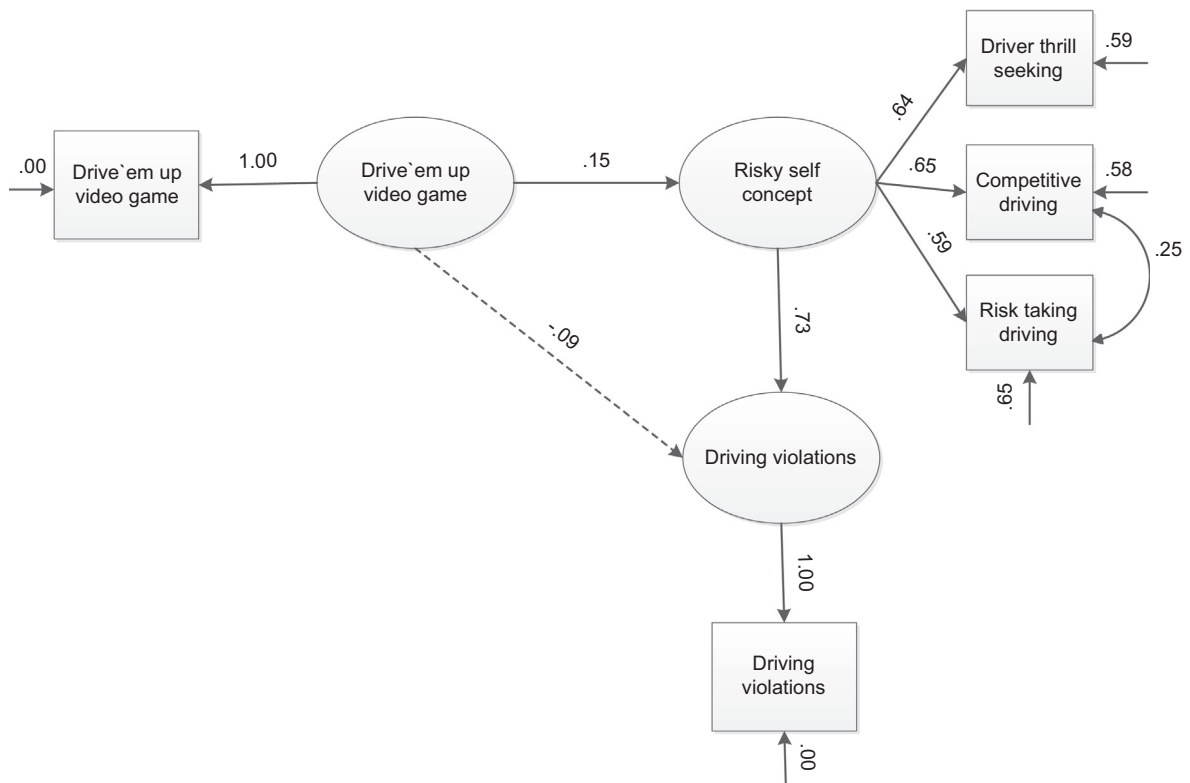 Driver thrill
seeking
.59
.64
.00
Drive`em up
video game
1.00
Drive`em up
video game
.15
Risky self
concept
.65
Competitive
driving
.58
.59
.25
Risk taking
driving
.65
-.09
.73
Driving violations
1.00
Driving
violations
.00